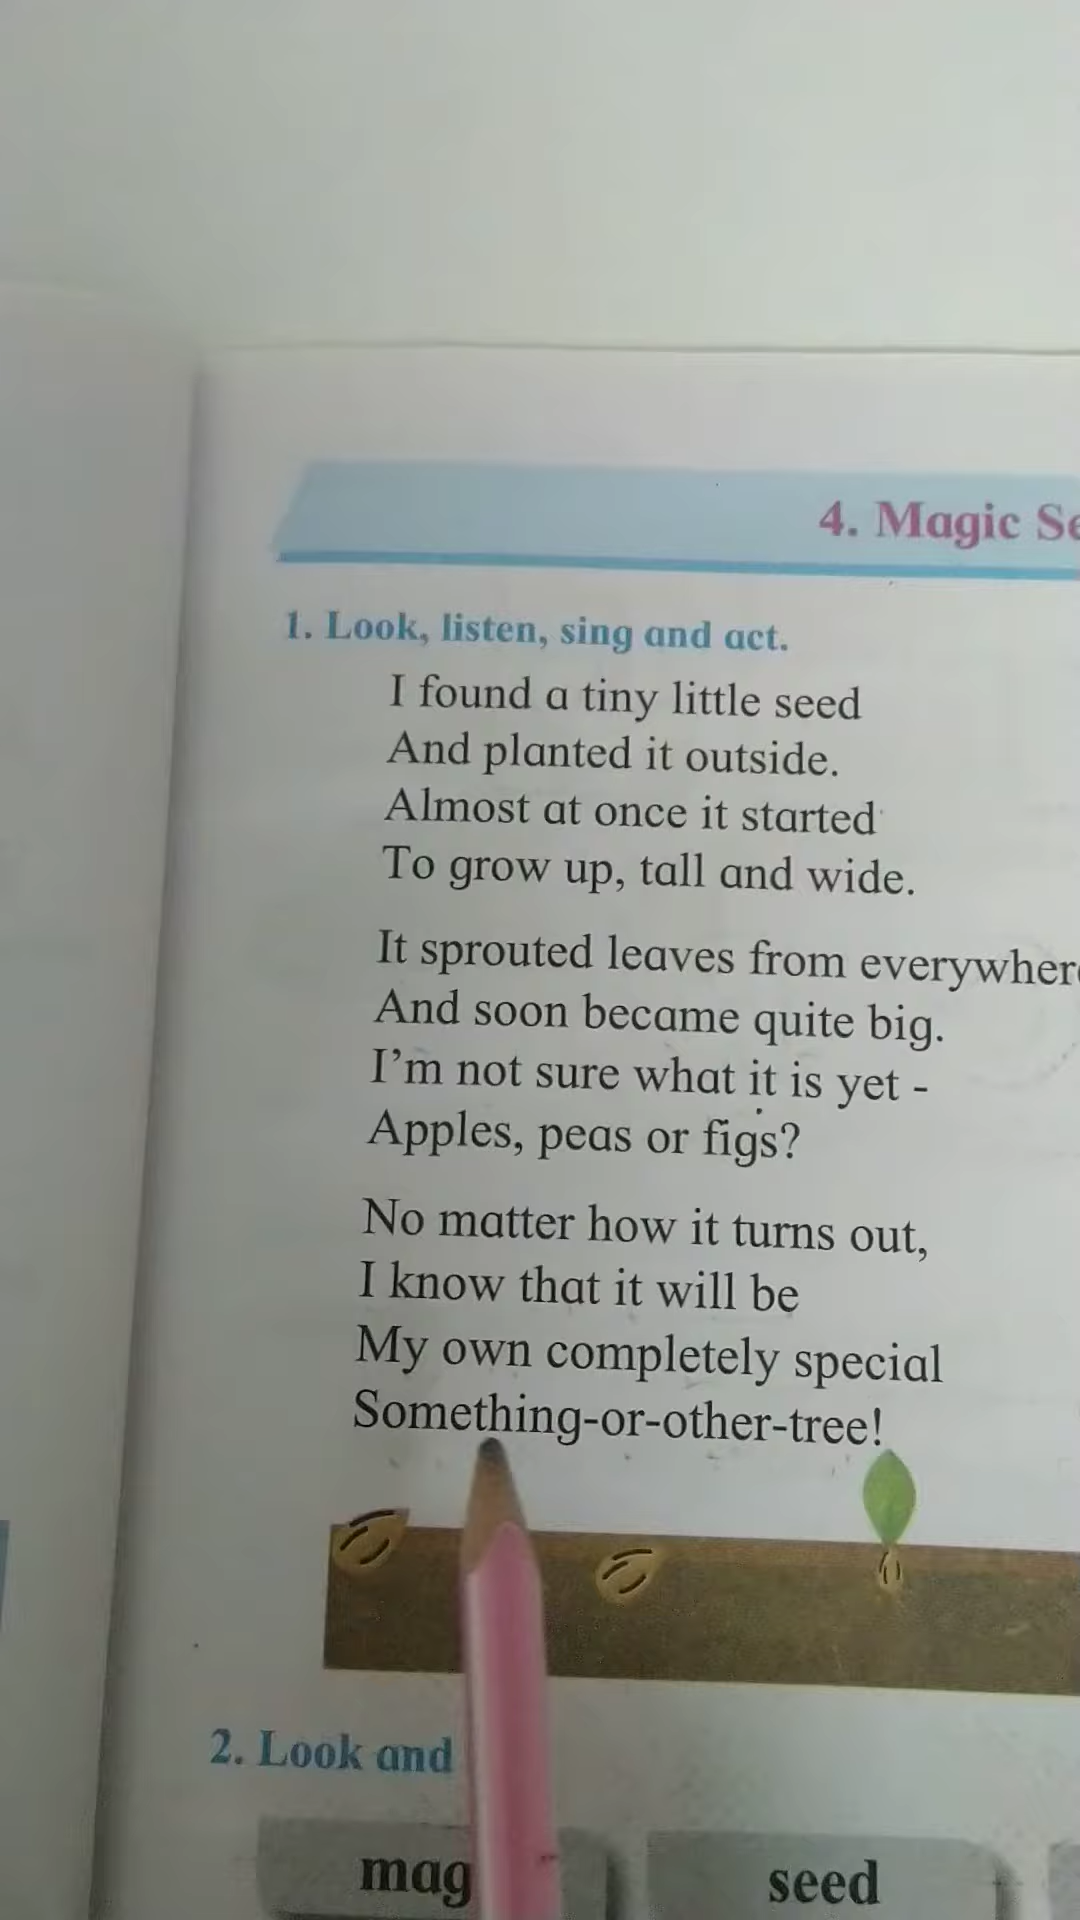 4. Magic
1. Look, listen, sing and act.
I found a tiny little seed
And planted it outside.
Almost at once it started
To grow up, tall and wide.
It sprouted leaves from everywhere
And soon became quite big.
I'm not sure what it is yet -
Apples, peas or figs?
No matter how it turns out,
I know that it will be
My own completely special
Something-or-other-tree!
2. Look and
mag
seed